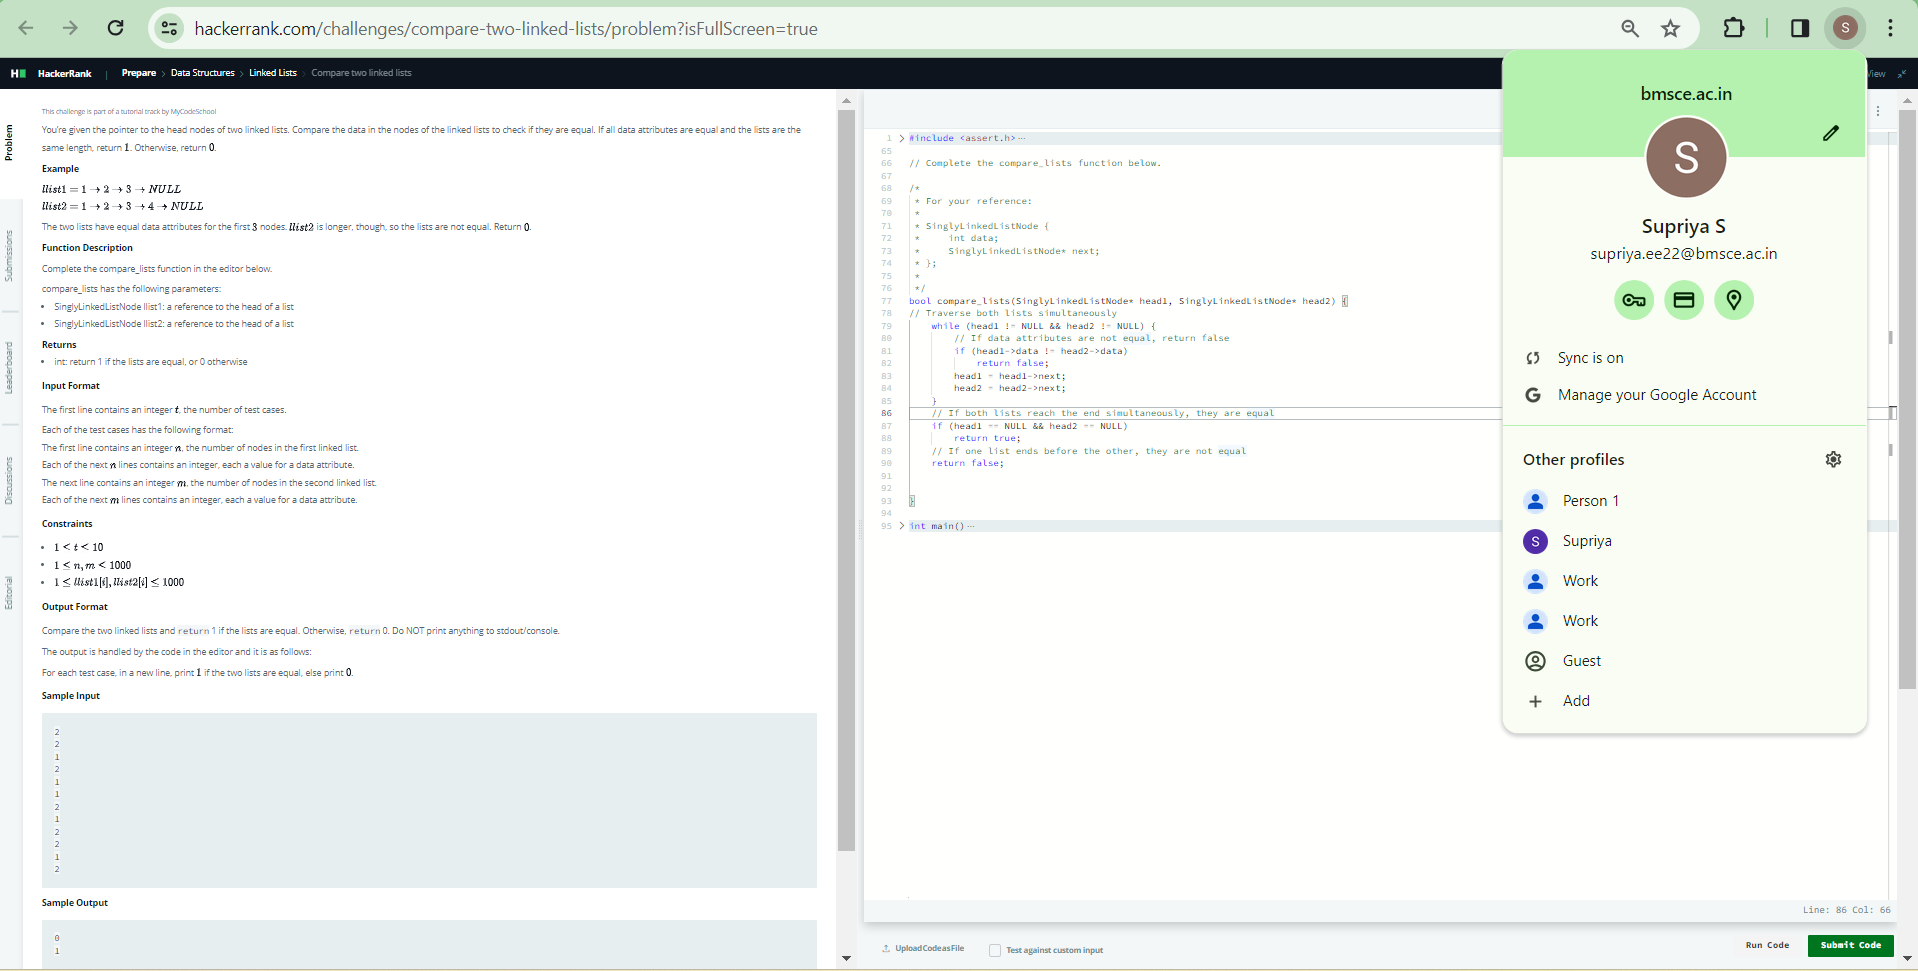 hackerrank.com/challenges/compare-two-linked-lists/problem?isFullScreen=true
S
H HackerRank | Prepare > Data Structures > Linked Lists > Compare two linked lists
View
Problem
Submissions
Leaderboard
Discussions
Editorial
This challenge is part of a tutorial track by MyCodeSchool
You're given the pointer to the head nodes of two linked lists. Compare the data in the nodes of the linked lists to check if they are equal. If all data attributes are equal and the lists are the
same length, return 1. Otherwise, return 0.
Example
llist1 = 1 → 2 → 3 → NULL
llist2 = 1 → 2 → 3 → 4 → NULL
The two lists have equal data attributes for the first 3 nodes. llist2 is longer, though, so the lists are not equal. Return 0.
Function Description
Complete the compare_lists function in the editor below.
compare_lists has the following parameters:
• SinglyLinkedListNode llist1: a reference to the head of a list
• SinglyLinkedListNode llist2: a reference to the head of a list
Returns
• int: return 1 if the lists are equal, or 0 otherwise
Input Format
The first line contains an integer t, the number of test cases.
Each of the test cases has the following format:
The first line contains an integer n, the number of nodes in the first linked list.
Each of the next n lines contains an integer, each a value for a data attribute.
The next line contains an integer m, the number of nodes in the second linked list.
Each of the next m lines contains an integer, each a value for a data attribute.
Constraints
• 1 ≤ t ≤ 10
• 1 ≤ n, m ≤ 1000
• 1 ≤ llist1[i], llist2[i] ≤ 1000
Output Format
Compare the two linked lists and return 1 if the lists are equal. Otherwise, return 0. Do NOT print anything to stdout/console.
The output is handled by the code in the editor and it is as follows:
For each test case, in a new line, print 1 if the two lists are equal, else print 0.
Sample Input
2
2
1
2
1
1
2
1
2
2
1
2
Sample Output
0
1
1 > #include <assert.h>⋯
65
66 // Complete the compare_lists function below.
67
68 /*
69 * For your reference:
70 *
71 * SinglyLinkedListNode {
72 * int data;
73 * SinglyLinkedListNode* next;
74 * };
75 *
76 */
77 bool compare_lists(SinglyLinkedListNode* head1, SinglyLinkedListNode* head2) {
78 // Traverse both lists simultaneously
79 while (head1 != NULL && head2 != NULL) {
80 // If data attributes are not equal, return false
81 if (head1->data != head2->data)
82 return false;
83 head1 = head1->next;
84 head2 = head2->next;
85 }
86 // If both lists reach the end simultaneously, they are equal
87 if (head1 == NULL && head2 == NULL)
88 return true;
89 // If one list ends before the other, they are not equal
90 return false;
91
92
93 }
94
95 > int main()⋯
Line: 86 Col: 66
Upload Code as File
Test against custom input
Run Code
Submit Code
bmsce.ac.in
S
Supriya S
supriya.ee22@bmsce.ac.in
Sync is on
G Manage your Google Account
Other profiles
Person 1
S Supriya
Work
Work
Guest
+ Add